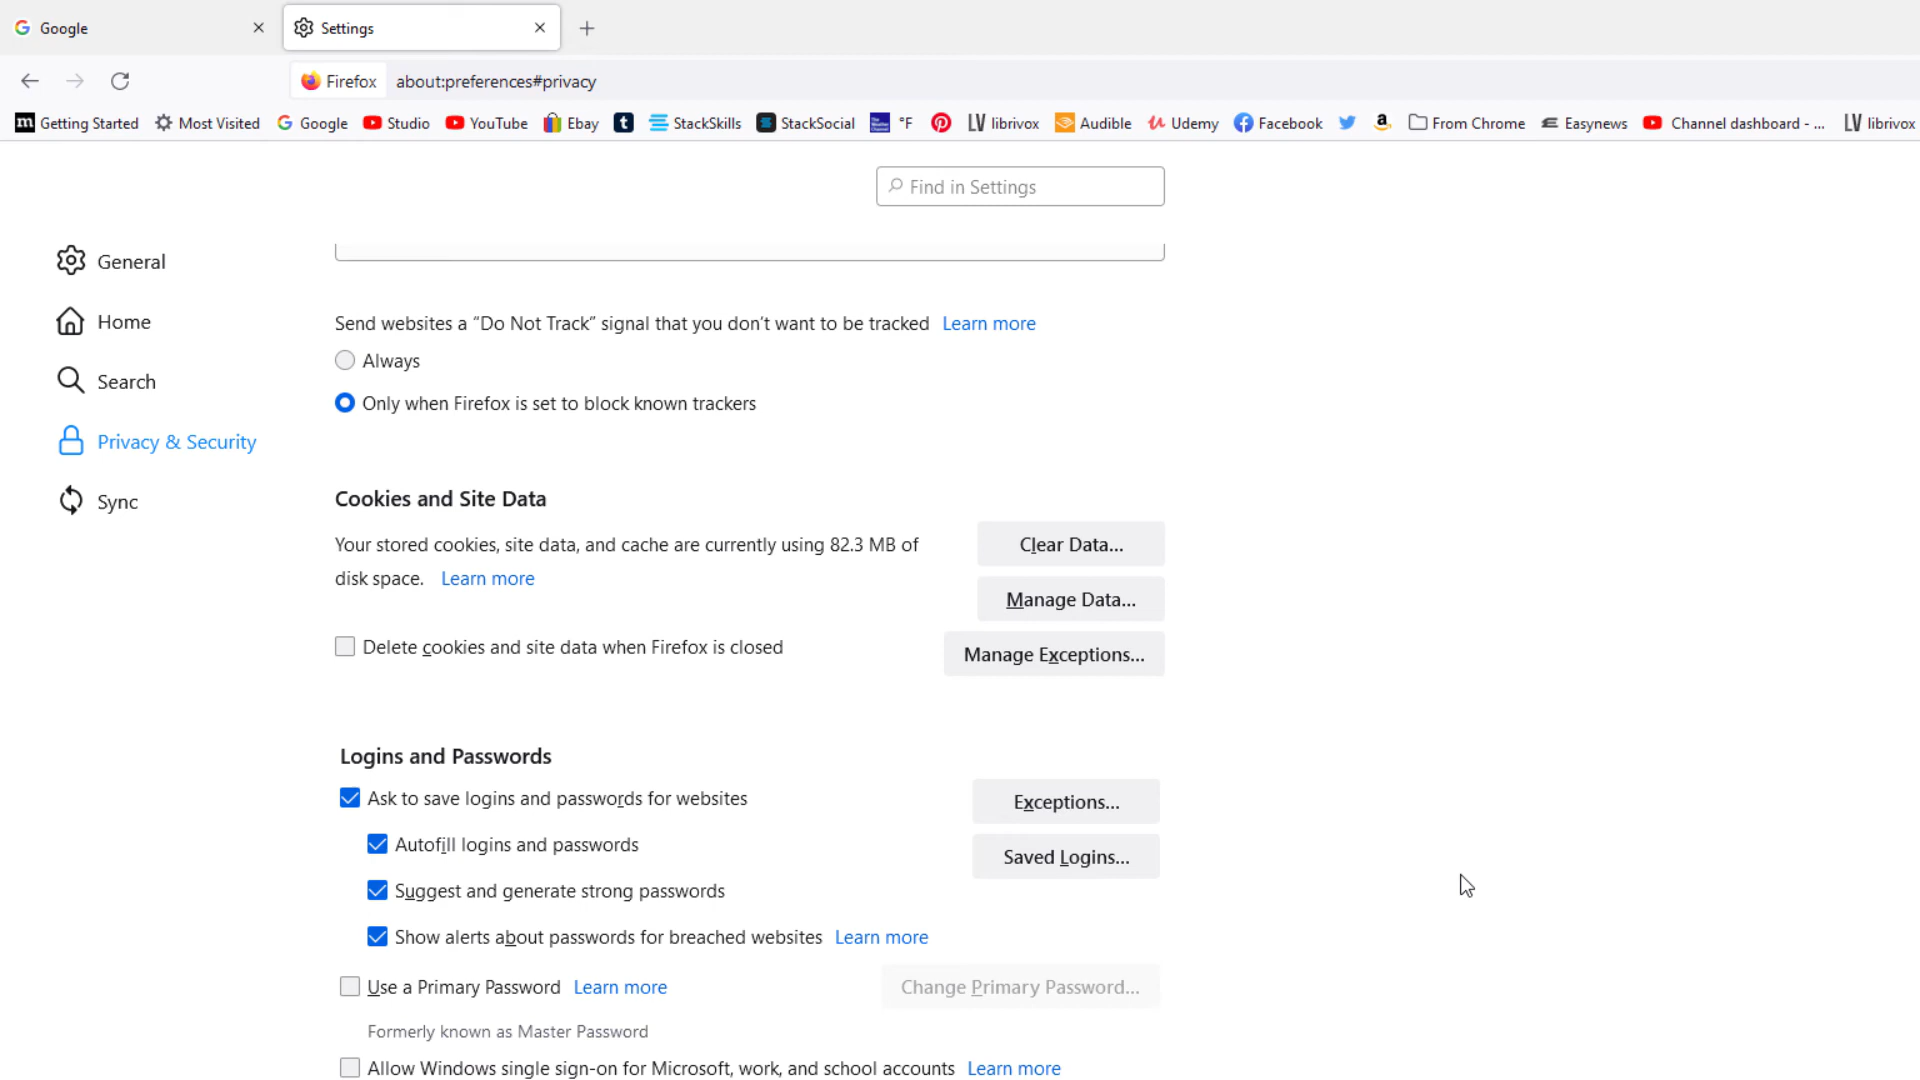 Google
Settings
Firefox about:preferences#privacy
Getting Started Most Visited Google Studio YouTube Ebay StackSkills StackSocial °F librivox Audible Udemy Facebook From Chrome Easynews Channel dashboard - ... librivox
Find in Settings
General
Home
Search
Privacy & Security
Sync
Send websites a “Do Not Track” signal that you don’t want to be tracked Learn more
Always
Only when Firefox is set to block known trackers
Cookies and Site Data
Your stored cookies, site data, and cache are currently using 82.3 MB of
disk space. Learn more
Clear Data...
Manage Data...
Delete cookies and site data when Firefox is closed
Manage Exceptions...
Logins and Passwords
Ask to save logins and passwords for websites
Exceptions...
Autofill logins and passwords
Saved Logins...
Suggest and generate strong passwords
Show alerts about passwords for breached websites Learn more
Use a Primary Password Learn more
Change Primary Password...
Formerly known as Master Password
Allow Windows single sign-on for Microsoft, work, and school accounts Learn more